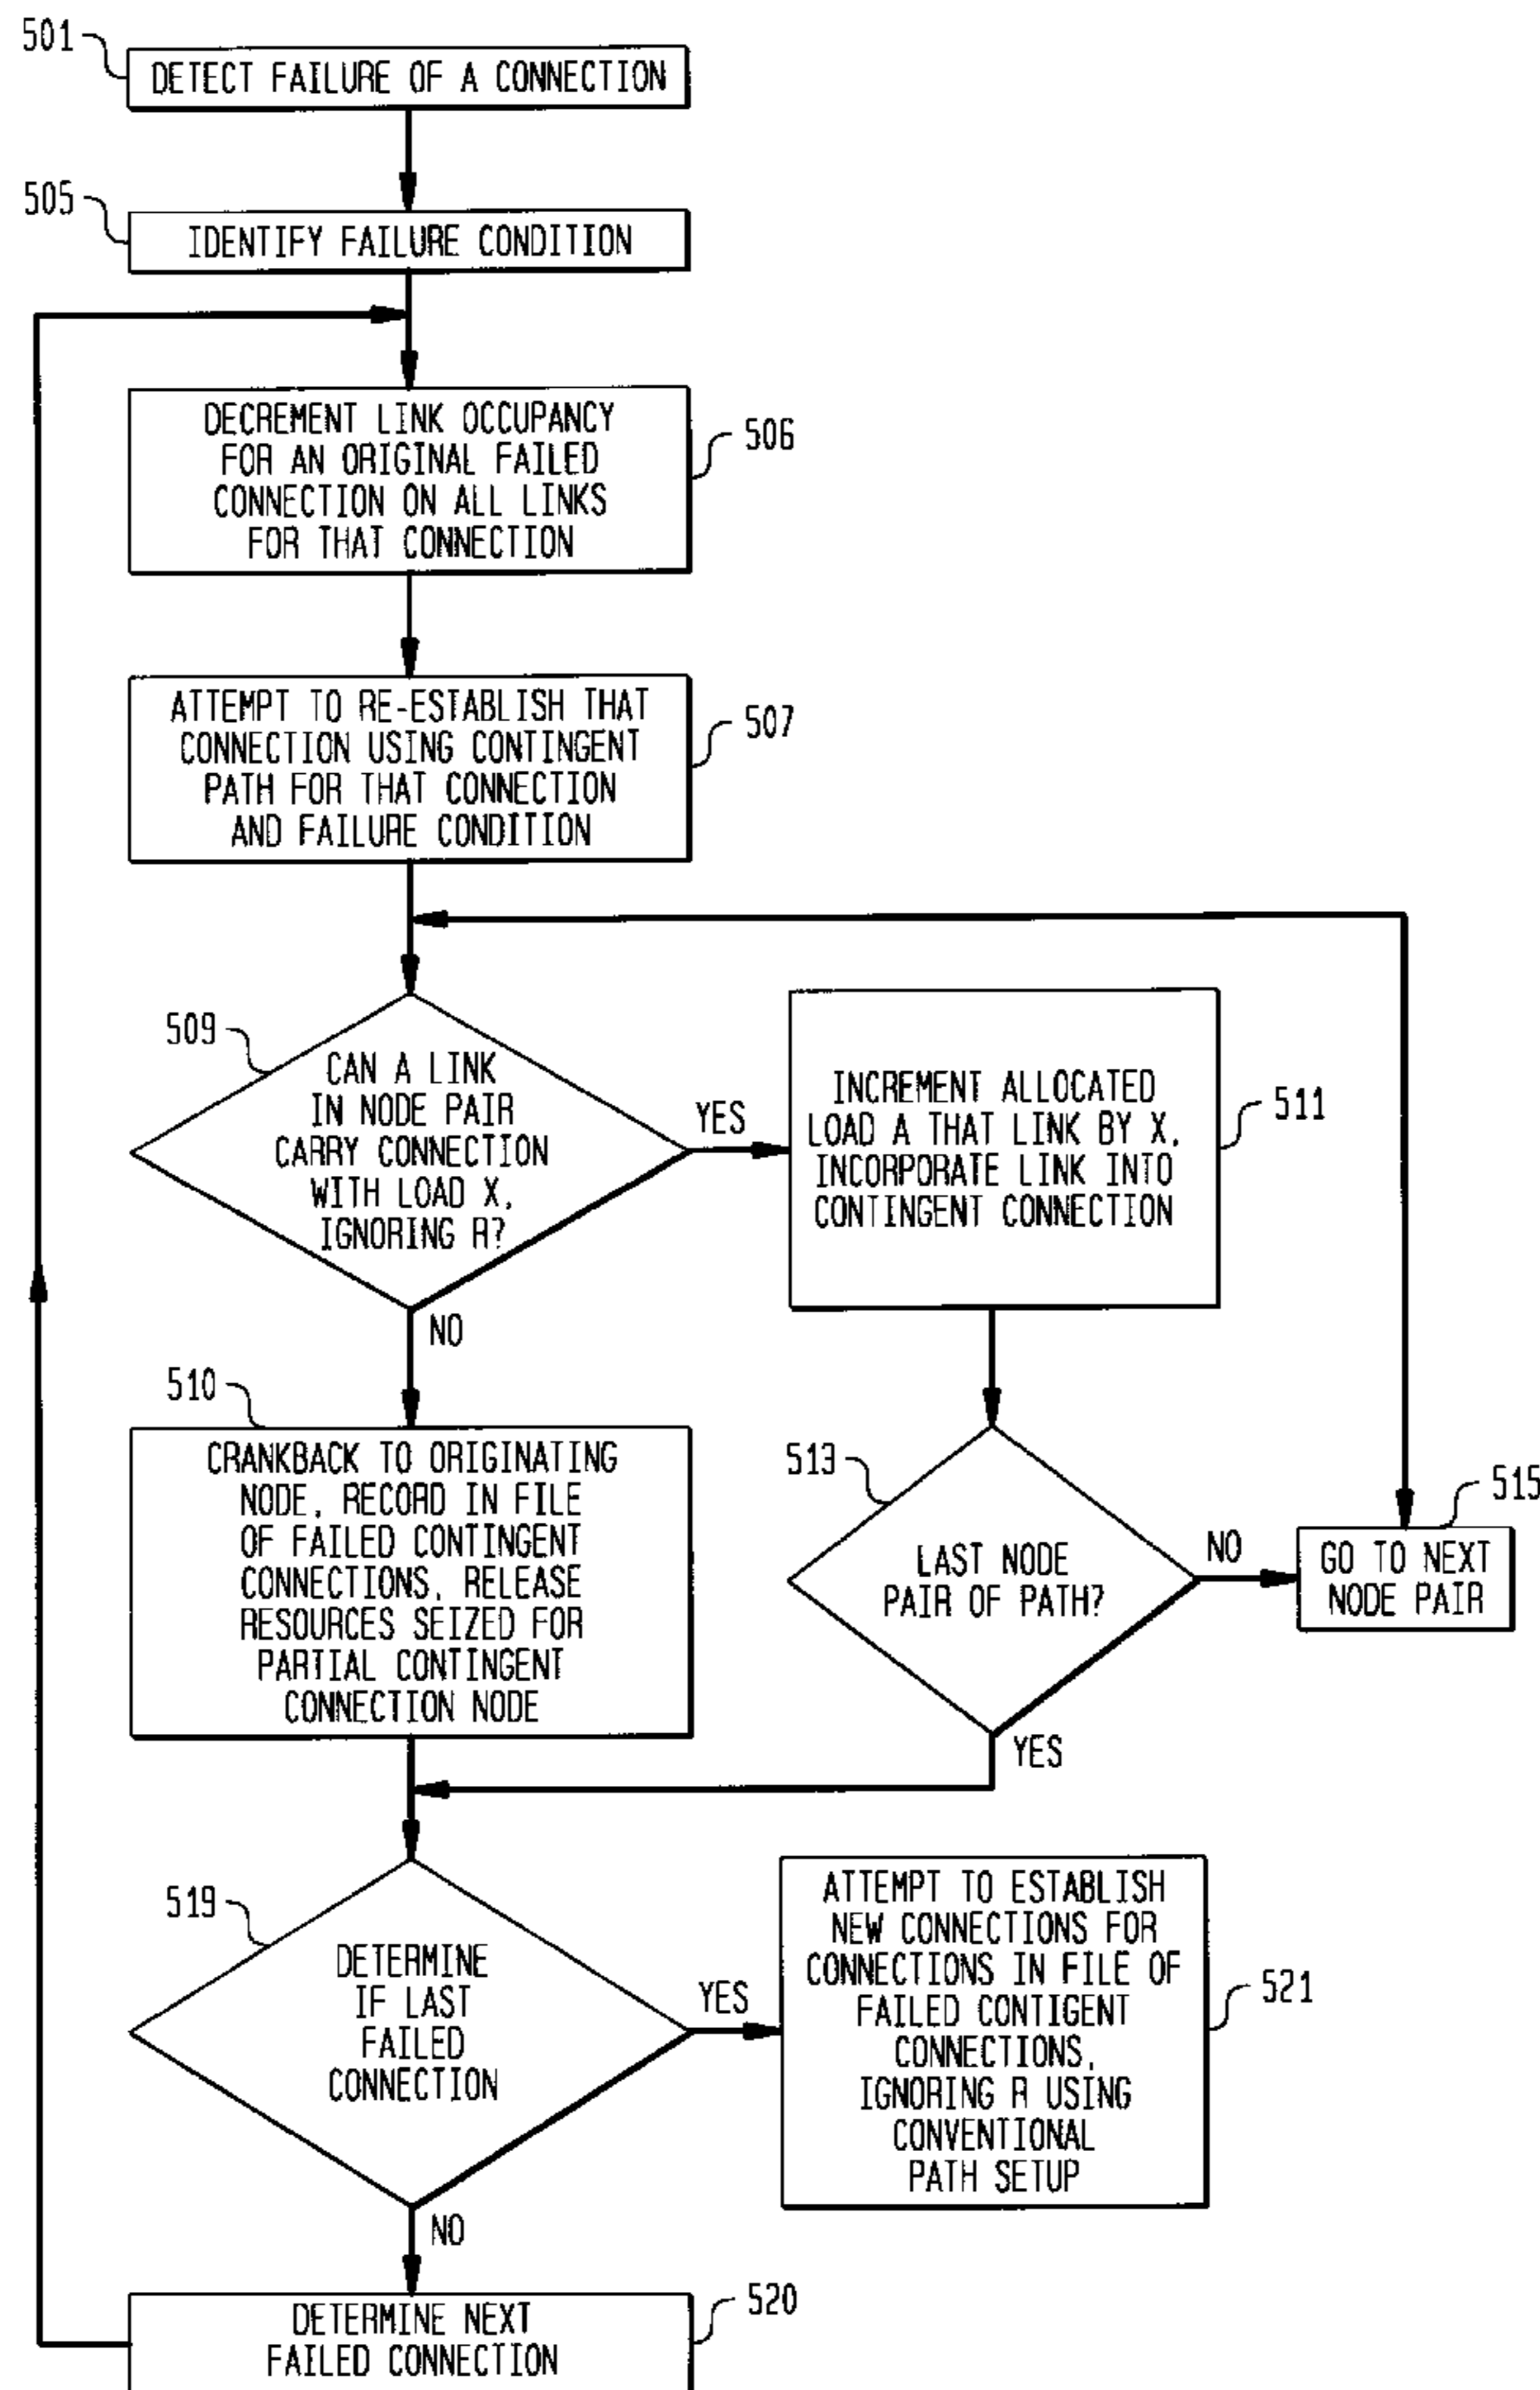 501
DETECT FAILURE OF A CONNECTION
505
IDENTIFY FAILURE CONDITION
DECREMENT LINK OCCUPANCY
FOR AN ORIGINAL FAILED
CONNECTION ON ALL LINKS
FOR THAT CONNECTION
506
ATTEMPT TO RE-ESTABLISH THAT
CONNECTION USING CONTINGENT
PATH FOR THAT CONNECTION
AND FAILURE CONDITION
507
509
CAN A LINK
IN NODE PAIR
CARRY CONNECTION
WITH LOAD X,
IGNORING R?
YES
NO
INCREMENT ALLOCATED
LOAD A THAT LINK BY X,
INCORPORATE LINK INTO
CONTINGENT CONNECTION
511
510
CRANKBACK TO ORIGINATING
NODE, RECORD IN FILE
OF FAILED CONTINGENT
CONNECTIONS, RELEASE
RESOURCES SEIZED FOR
PARTIAL CONTINGENT
CONNECTION NODE
513
LAST NODE
PAIR OF PATH?
NO
YES
515
GO TO NEXT
NODE PAIR
519
DETERMINE
IF LAST
FAILED
CONNECTION
YES
NO
ATTEMPT TO ESTABLISH
NEW CONNECTIONS FOR
CONNECTIONS IN FILE OF
FAILED CONTIGENT
CONNECTIONS,
IGNORING R USING
CONVENTIONAL
PATH SETUP
521
DETERMINE NEXT
FAILED CONNECTION
520